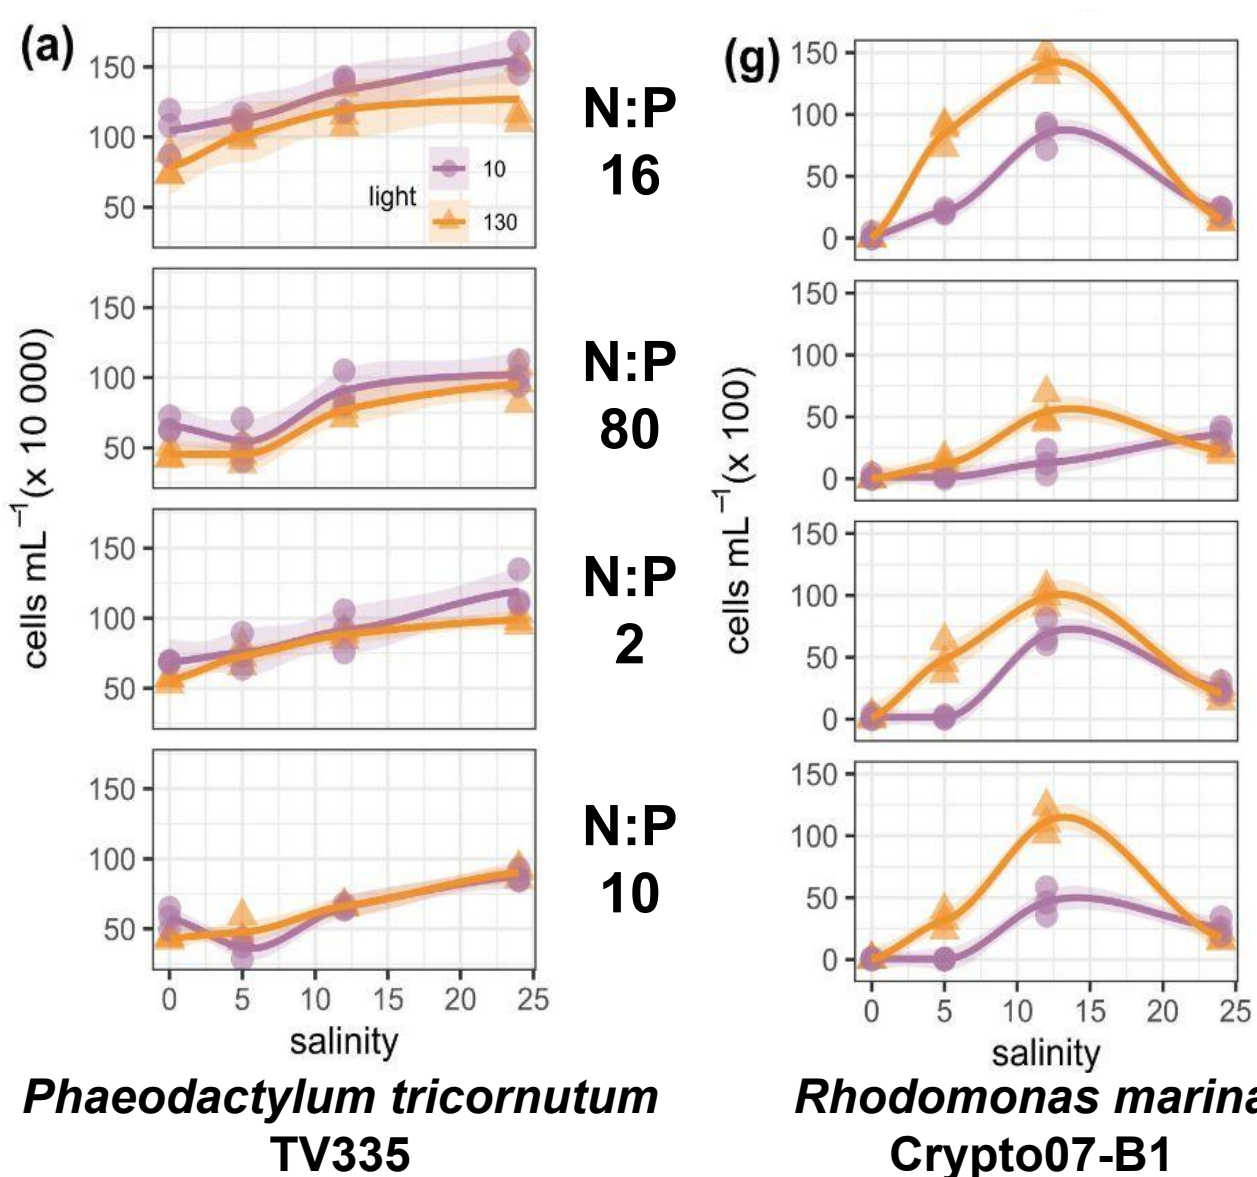 (a)
150
100
50
light
10
130
N:P
16
(g)
150
100
50
0
150
100
50
N:P
80
150
100
50
0
cells mL⁻¹(x 10 000)
cells mL⁻¹(x 100)
150
100
50
N:P
2
150
100
50
0
150
100
50
N:P
10
150
100
50
0
0 5 10 15 20 25
salinity
0 5 10 15 20 25
salinity
Phaeodactylum tricornutum
TV335
Rhodomonas marina
Crypto07-B1